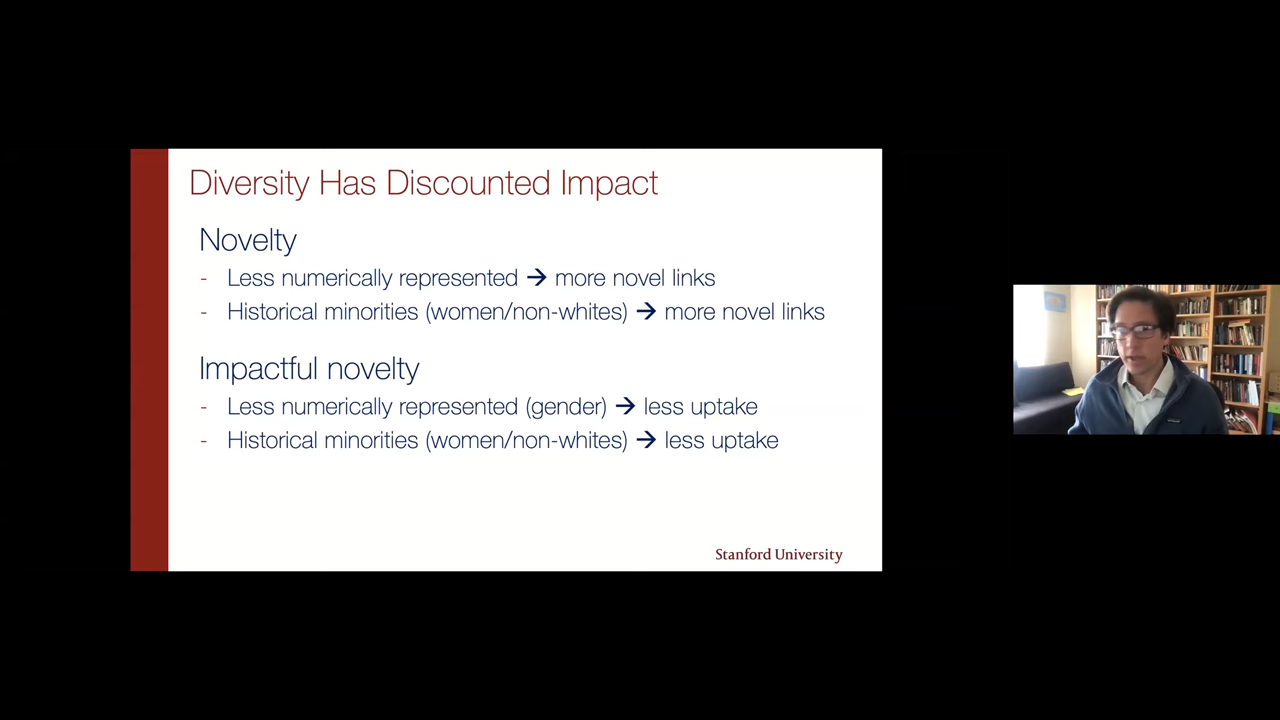 Diversity Has Discounted Impact
Novelty
- Less numerically represented → more novel links
- Historical minorities (women/non-whites) → more novel links
Impactful novelty
- Less numerically represented (gender) → less uptake
- Historical minorities (women/non-whites) → less uptake
Stanford University